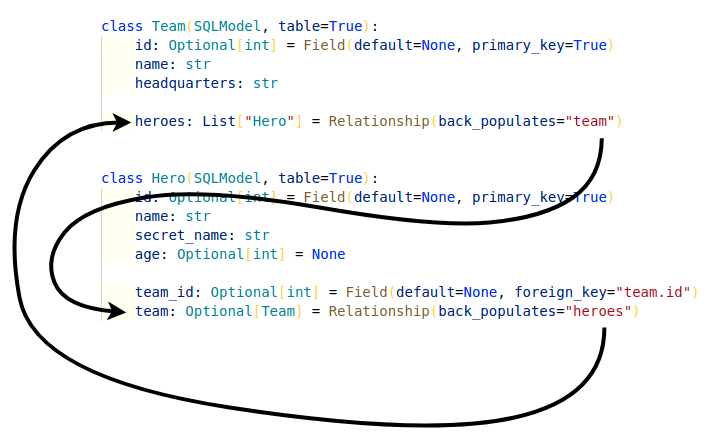 class Team(SQLModel, table=True):
    id: Optional[int] = Field(default=None, primary_key=True)
    name: str
    headquarters: str
    heroes: List["Hero"] = Relationship(back_populates="team")
class Hero(SQLModel, table=True):
    id: Optional[int] = Field(default=None, primary_key=True)
    name: str
    secret_name: str
    age: Optional[int] = None
    team_id: Optional[int] = Field(default=None, foreign_key="team.id")
    team: Optional[Team] = Relationship(back_populates="heroes")